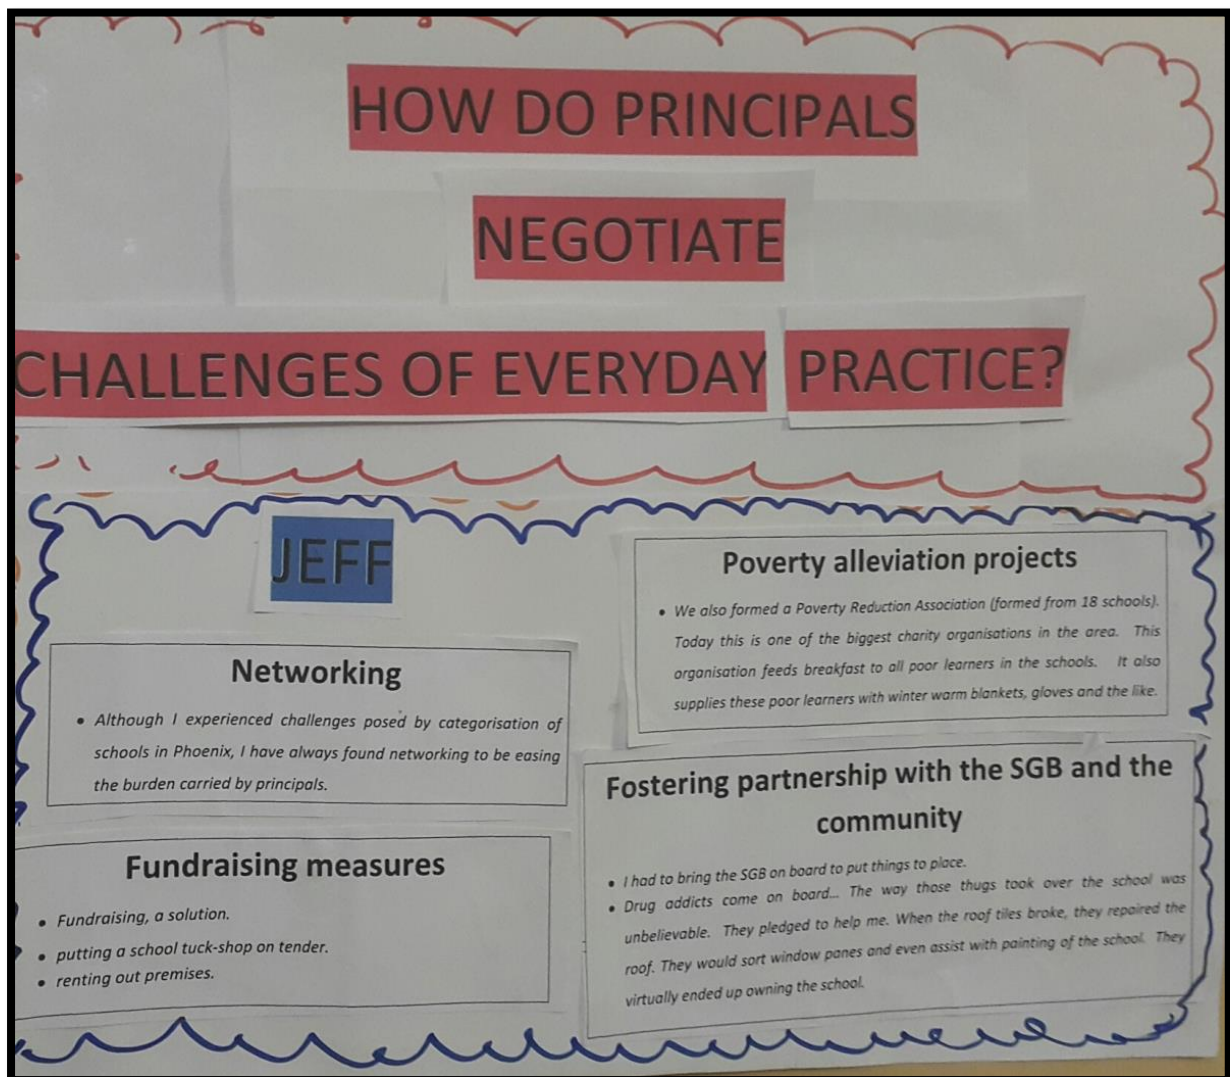 HOW DO PRINCIPALS
NEGOTIATE
CHALLENGES OF EVERYDAY PRACTICE?
JEFF
Networking
• Although I experienced challenges posed by categorisation of
schools in Phoenix, I have always found networking to be easing
the burden carried by principals.
Fundraising measures
• Fundraising, a solution.
• putting a school tuck-shop on tender.
• renting out premises.
Poverty alleviation projects
• We also formed a Poverty Reduction Association (formed from 18 schools).
Today this is one of the biggest charity organisations in the area. This
organisation feeds breakfast to all poor learners in the schools. It also
supplies these poor learners with winter warm blankets, gloves and the like.
Fostering partnership with the SGB and the
community
• I had to bring the SGB on board to put things to place.
• Drug addicts come on board... The way those thugs took over the school was
unbelievable. They pledged to help me. When the roof tiles broke, they repaired the
roof. They would sort window panes and even assist with painting of the school. They
virtually ended up owning the school.